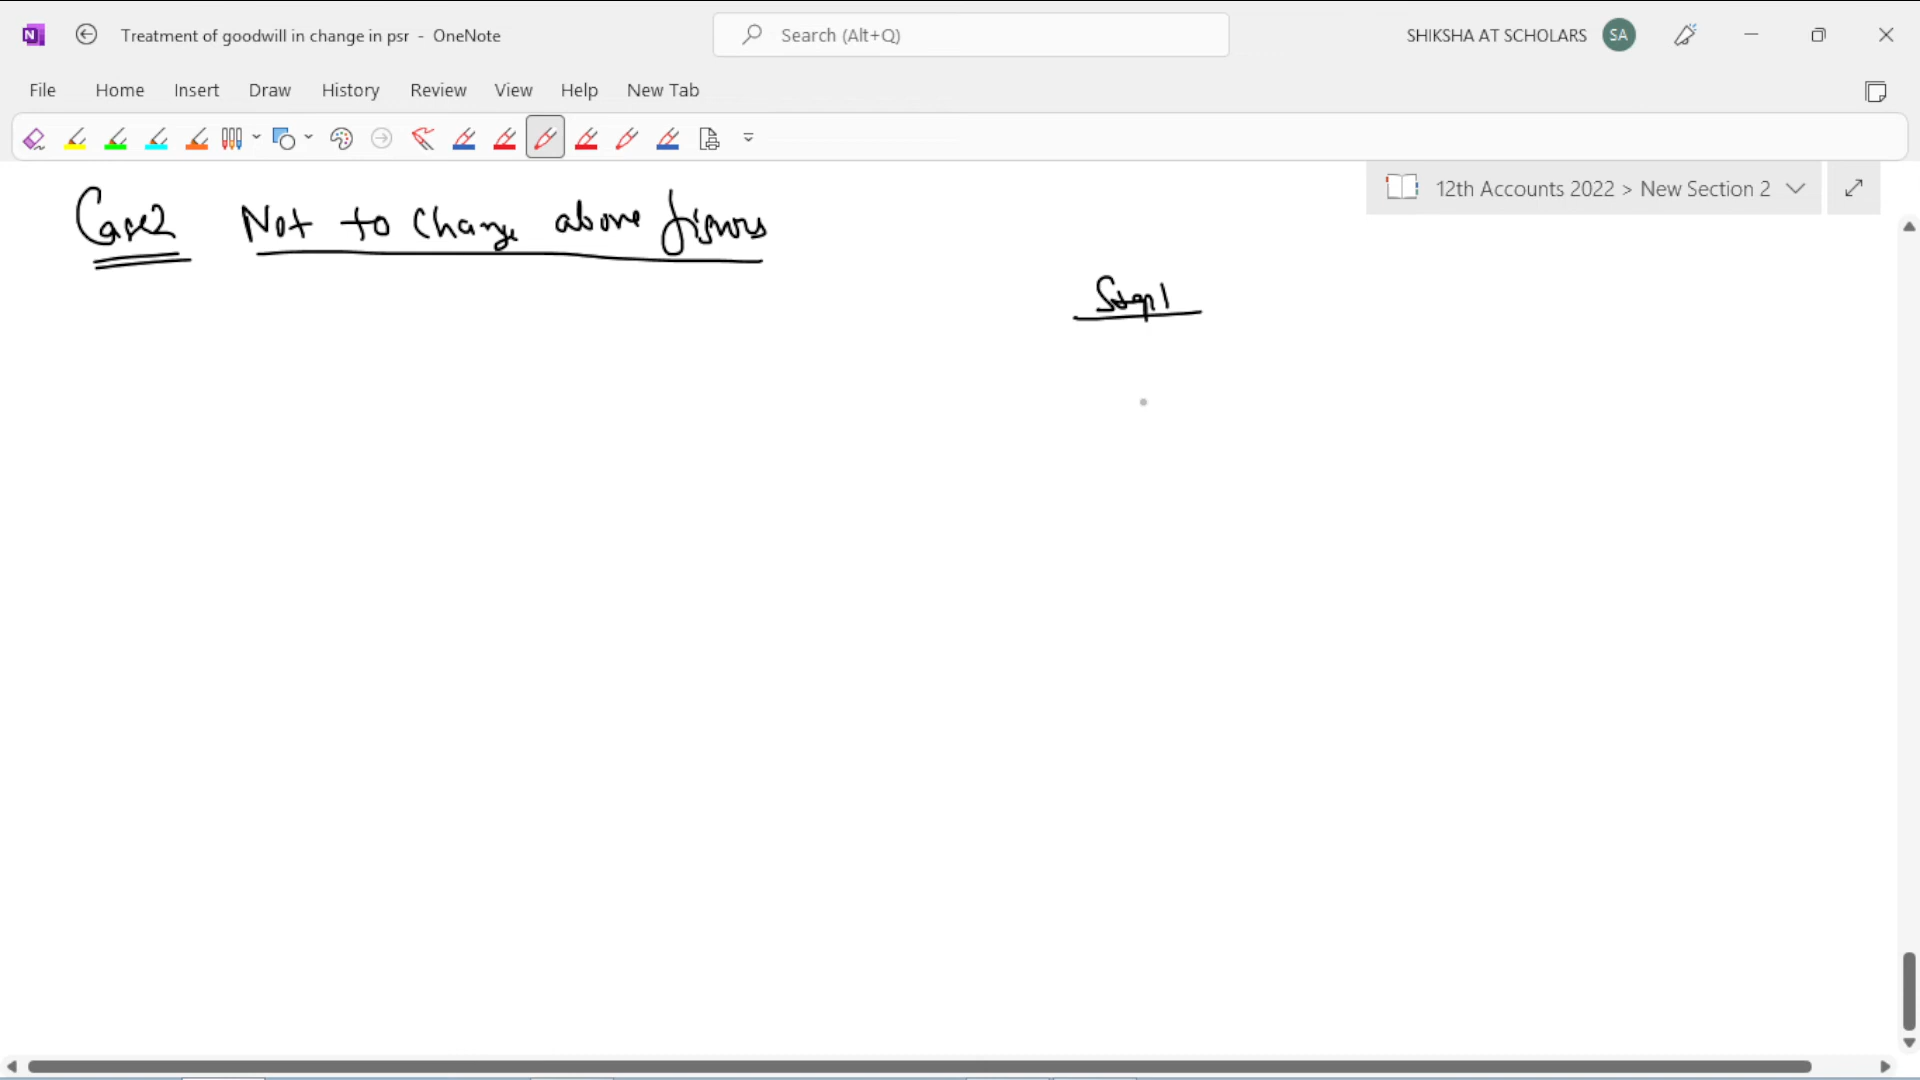 Treatment of goodwill in change in psr - OneNote
Search (Alt+Q)
SHIKSHA AT SCHOLARS SA
File Home Insert Draw History Review View Help New Tab
12th Accounts 2022 > New Section 2
Case2 Not to change above
Step1